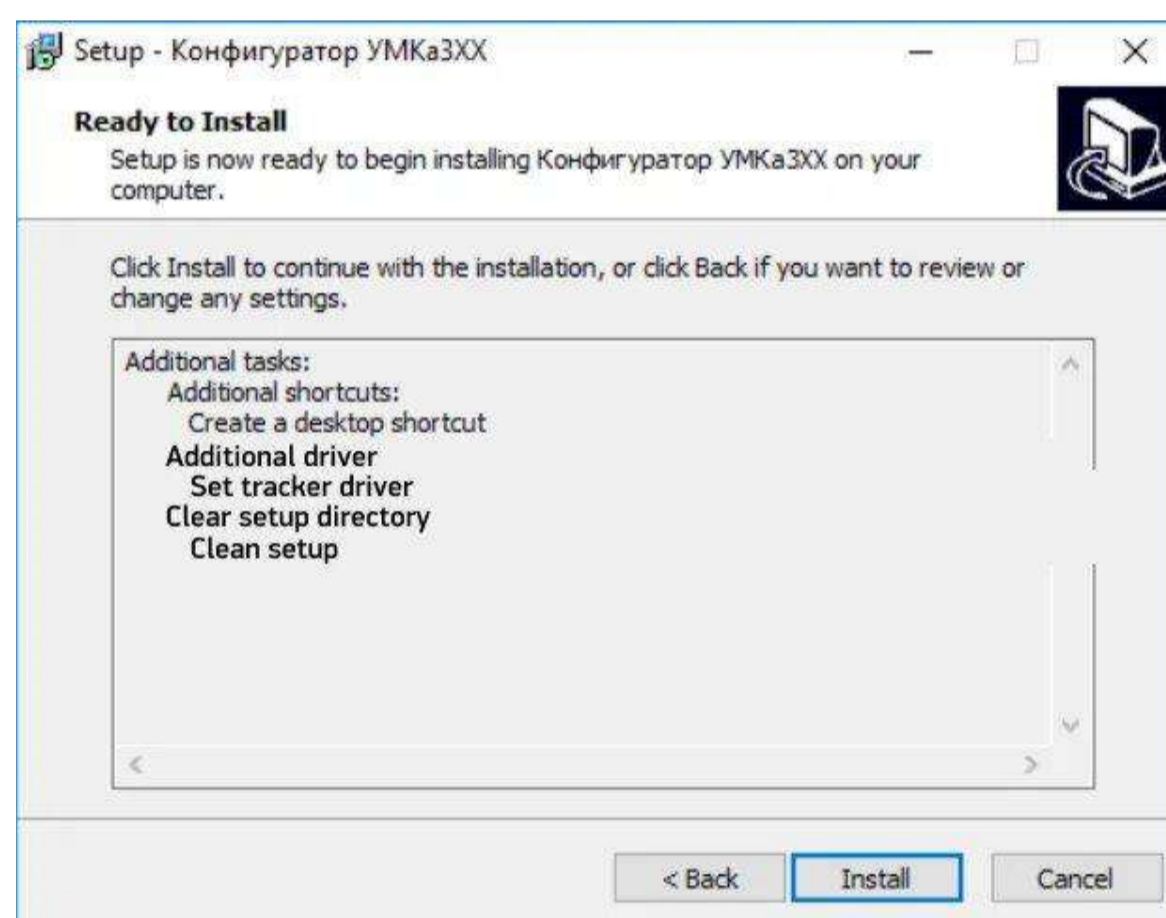 Setup - Конфигуратор УМКа3XX
Ready to Install
Setup is now ready to begin installing Конфигуратор УМКа3XX on your
computer.
Click Install to continue with the installation, or click Back if you want to review or
change any settings.
Additional tasks:
Additional shortcuts:
Create a desktop shortcut
Additional driver
Set tracker driver
Clear setup directory
Clean setup
< Back
Install
Cancel